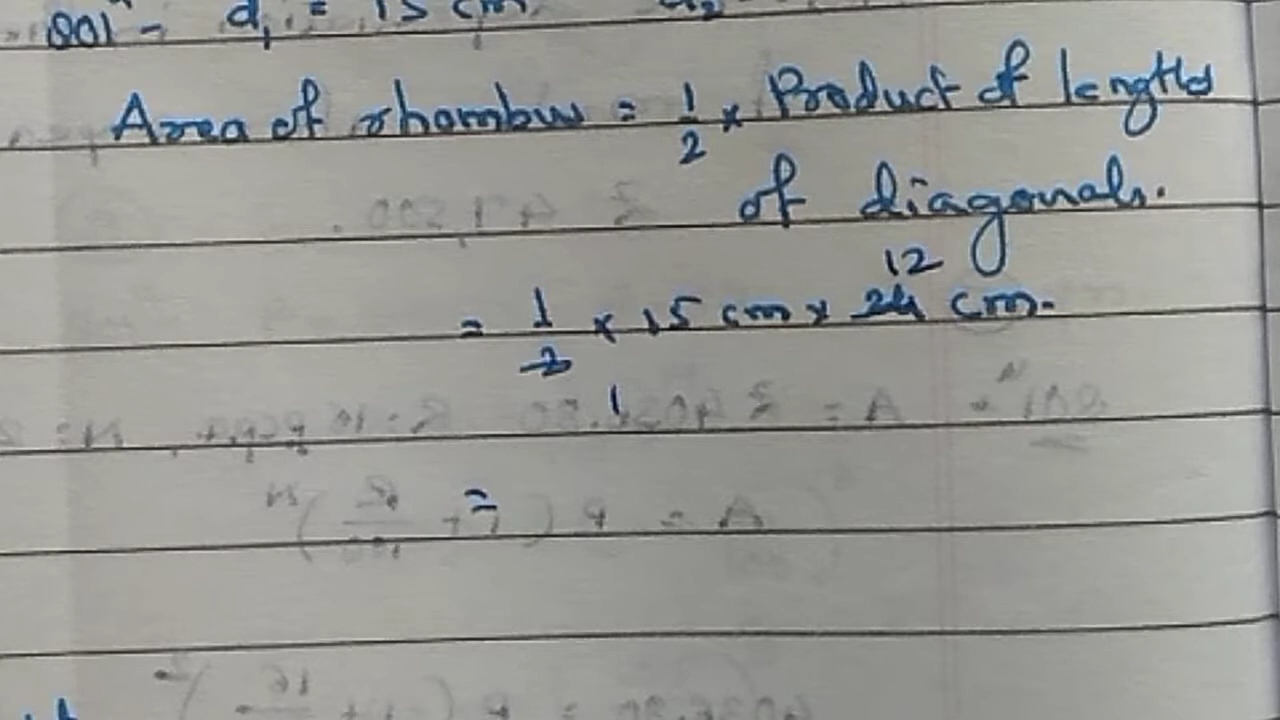 Sol - d₁ = 15 cm d₂
Area of rhombus = 1/2 × Product of lengths
of diagonals.
12
= 1/2 × 15 cm × 24 cm.
1
=